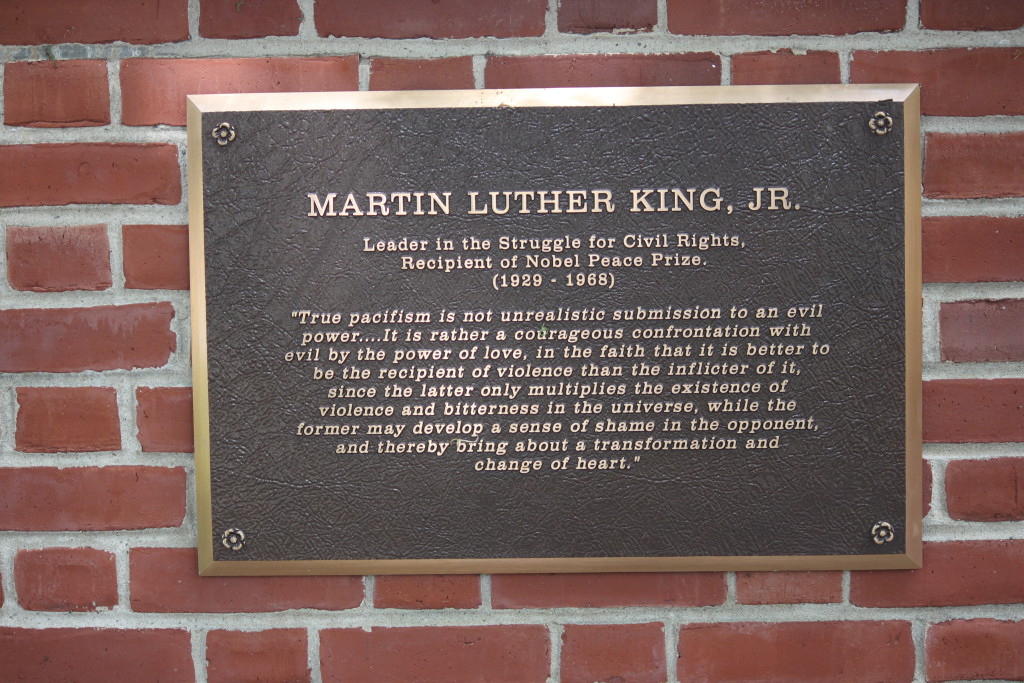 MARTIN LUTHER KING, JR.
Leader in the Struggle for Civil Rights,
Recipient of Nobel Peace Prize.
(1929 - 1968)
"True pacifism is not unrealistic submission to an evil
power....It is rather a courageous confrontation with
evil by the power of love, in the faith that it is better to
be the recipient of violence than the inflicter of it,
since the latter only multiplies the existence of
violence and bitterness in the universe, while the
former may develop a sense of shame in the opponent,
and thereby bring about a transformation and
change of heart."